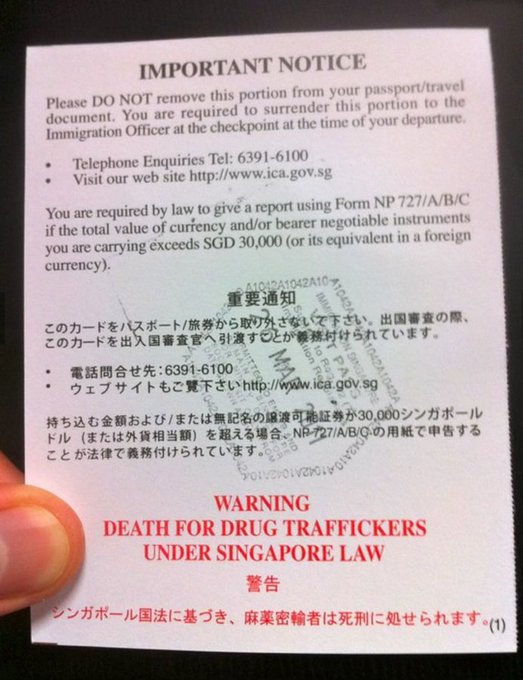 IMPORTANT NOTICE
Please DO NOT remove this portion from your passport/travel
document. You are required to surrender this portion to the
Immigration Officer at the checkpoint at the time of your departure.
• Telephone Enquiries Tel: 6391-6100
• Visit our web site http://www.ica.gov.sg
You are required by law to give a report using Form NP 727/A/B/C
if the total value of currency and/or bearer negotiable instruments
you are carrying exceeds SGD 30,000 (or its equivalent in a foreign
currency).
A1042A1042A10
重要通知
このカードをパスポート/旅券から取り外さないで下さい。出国審査の際、
このカードを出入国審査官へ引渡すことが義務付けられています。
• 電話問合せ先:6391-6100
• ウェブサイトもご覧下さいhttp://www.ica.gov.sg
持ち込む金額および/または無記名の譲渡可能証券が30,000シンガポール
ドル（または外貨相当額）を超える場合、NP 727/A/B/C の用紙で申告する
ことが法律で義務付けられています。
WARNING
DEATH FOR DRUG TRAFFICKERS
UNDER SINGAPORE LAW
警告
シンガポール国法に基づき、麻薬密輸者は死刑に処せられます。
(1)